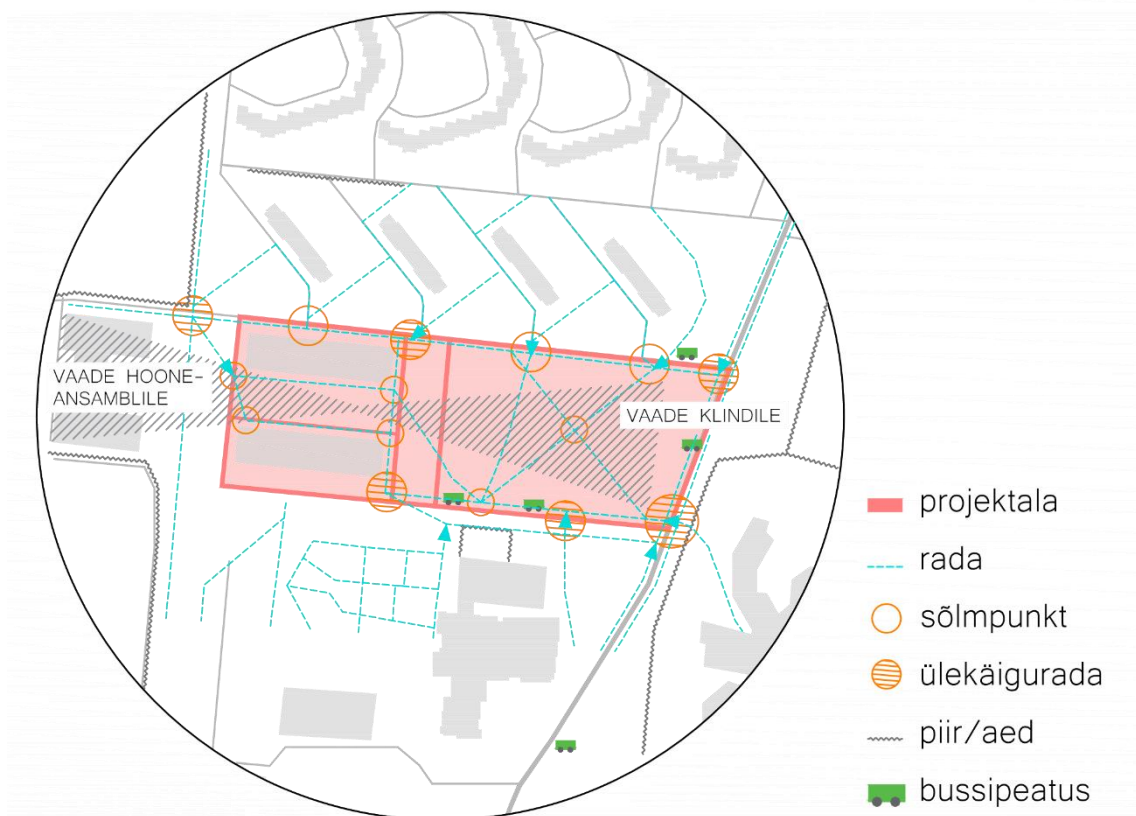 VAADE HOONE-
ANSAMBLILE
VAADE KLINDILE
projektala
rada
sõlmpunkt
ülekäigurada
piir/aed
bussipeatus